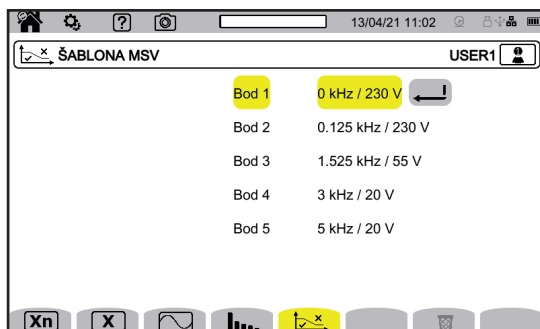 ? 13/04/21 11:02
ŠABLONA MSV USER1
Bod 1 0 kHz / 230 V
Bod 2 0.125 kHz / 230 V
Bod 3 1.525 kHz / 55 V
Bod 4 3 kHz / 20 V
Bod 5 5 kHz / 20 V
Xn X